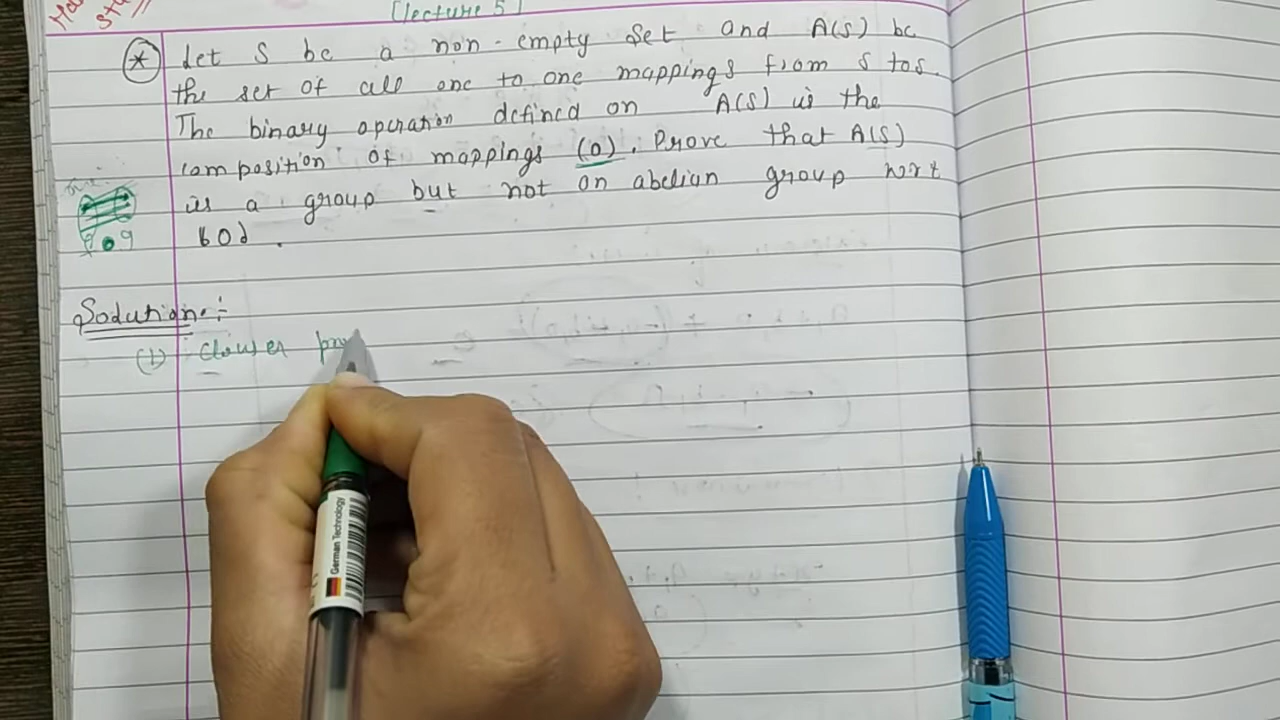 [lecture 5]
* Let S be a non-empty set and A(S) be
the set of all one to one mappings from S to S.
The binary operation defined on A(S) is the
composition of mappings (o). Prove that A(S)
is a group but not an abelian group wrt
Solution :-
(1) Clouser
German Technology